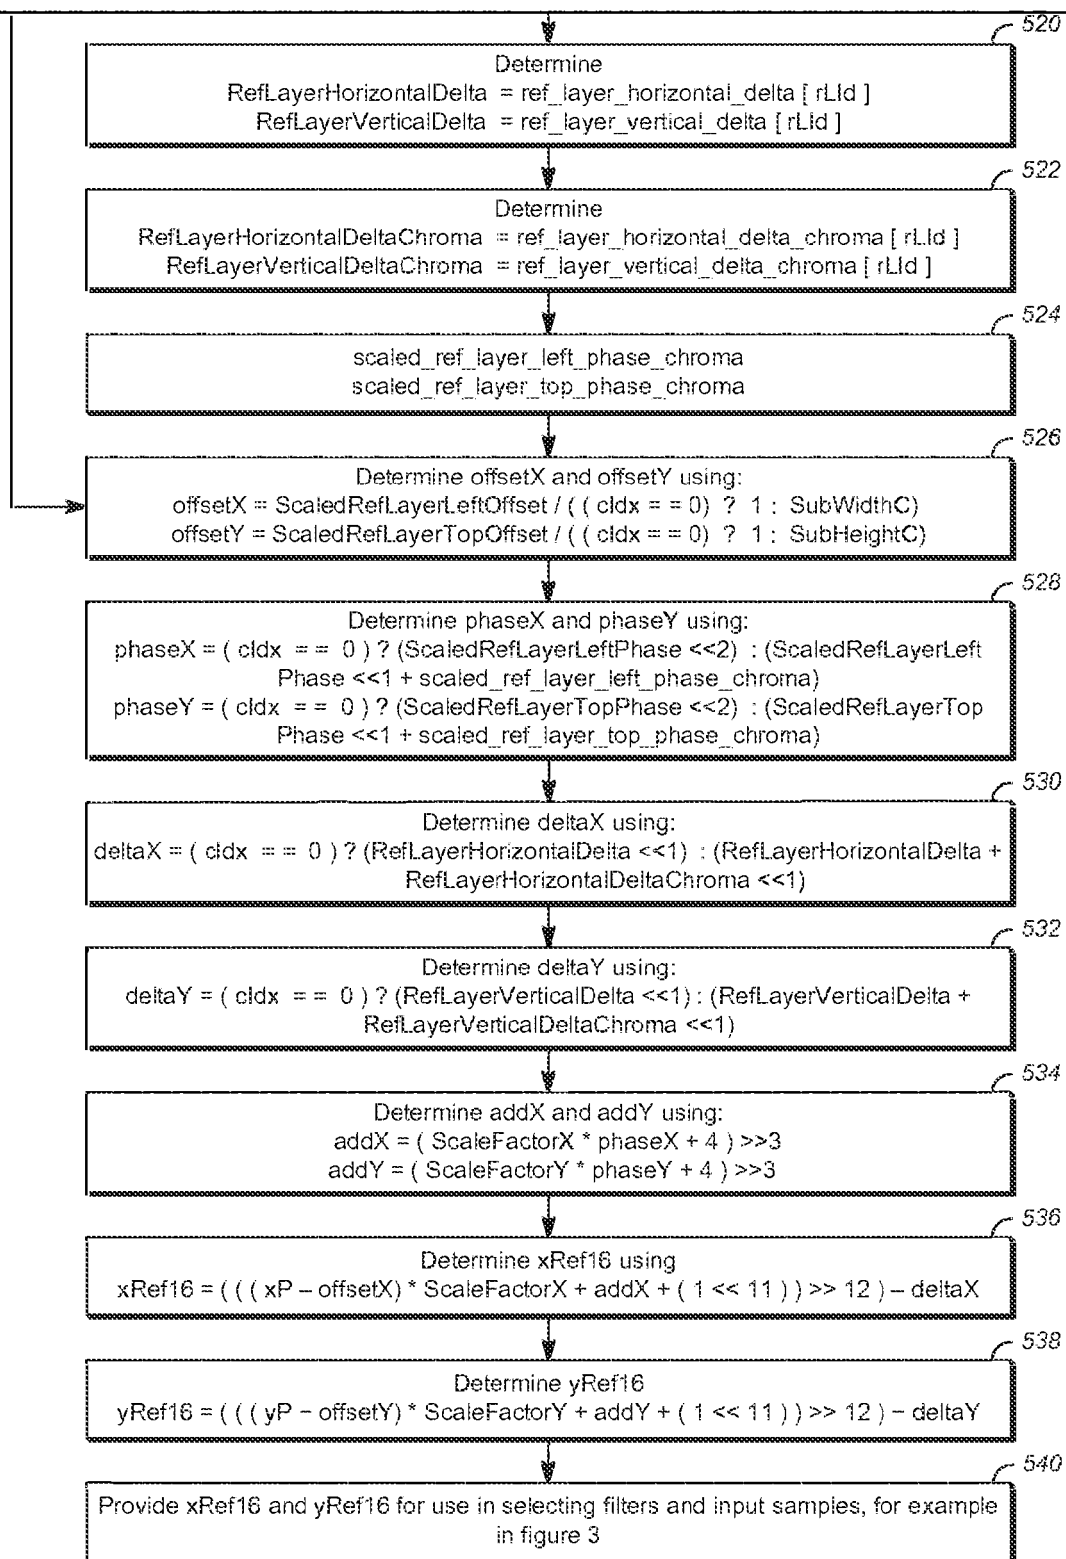 520
Determine
RefLayerHorizontalDelta = ref_layer_horizontal_delta [ rLId ]
RefLayerVerticalDelta = ref_layer_vertical_delta [ rLId ]
522
Determine
RefLayerHorizontalDeltaChroma = ref_layer_horizontal_delta_chroma [ rLId ]
RefLayerVerticalDeltaChroma = ref_layer_vertical_delta_chroma [ rLId ]
524
scaled_ref_layer_left_phase_chroma
scaled_ref_layer_top_phase_chroma
526
Determine offsetX and offsetY using:
offsetX = ScaledRefLayerLeftOffset / ( ( cIdx = = 0) ? 1 : SubWidthC)
offsetY = ScaledRefLayerTopOffset / ( ( cIdx = = 0) ? 1 : SubHeightC)
528
Determine phaseX and phaseY using:
phaseX = ( cIdx = = 0 ) ? (ScaledRefLayerLeftPhase <<2) : (ScaledRefLayerLeft
Phase <<1 + scaled_ref_layer_left_phase_chroma)
phaseY = ( cIdx = = 0 ) ? (ScaledRefLayerTopPhase <<2) : (ScaledRefLayerTop
Phase <<1 + scaled_ref_layer_top_phase_chroma)
530
Determine deltaX using:
deltaX = ( cIdx = = 0 ) ? (RefLayerHorizontalDelta <<1) : (RefLayerHorizontalDelta +
RefLayerHorizontalDeltaChroma <<1)
532
Determine deltaY using:
deltaY = ( cIdx = = 0 ) ? (RefLayerVerticalDelta <<1) : (RefLayerVerticalDelta +
RefLayerVerticalDeltaChroma <<1)
534
Determine addX and addY using:
addX = ( ScaleFactorX * phaseX + 4 ) >>3
addY = ( ScaleFactorY * phaseY + 4 ) >>3
536
Determine xRef16 using
xRef16 = ( ( ( xP – offsetX) * ScaleFactorX + addX + ( 1 << 11 ) ) >> 12 ) – deltaX
538
Determine yRef16
yRef16 = ( ( ( yP – offsetY) * ScaleFactorY + addY + ( 1 << 11 ) ) >> 12 ) – deltaY
540
Provide xRef16 and yRef16 for use in selecting filters and input samples, for example
in figure 3